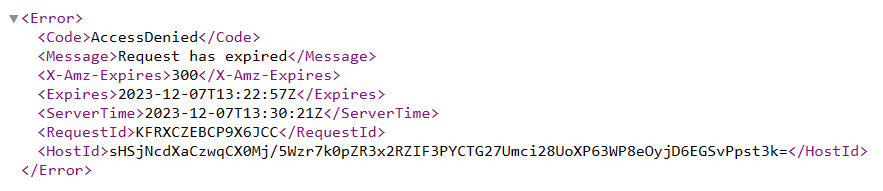 <Error>
<Code>AccessDenied</Code>
<Message>Request has expired</Message>
<X-Amz-Expires>300</X-Amz-Expires>
<Expires>2023-12-07T13:22:57Z</Expires>
<ServerTime>2023-12-07T13:30:21Z</ServerTime>
<RequestId>KFRXCZEBCP9X6JCC</RequestId>
<HostId>sHSjNcdXaCzwqCX0Mj/5Wzr7k0pZR3x2RZIF3PYCTG27Umci28UoXP63WP8eOyjD6EGSvPpst3k=</HostId>
</Error>